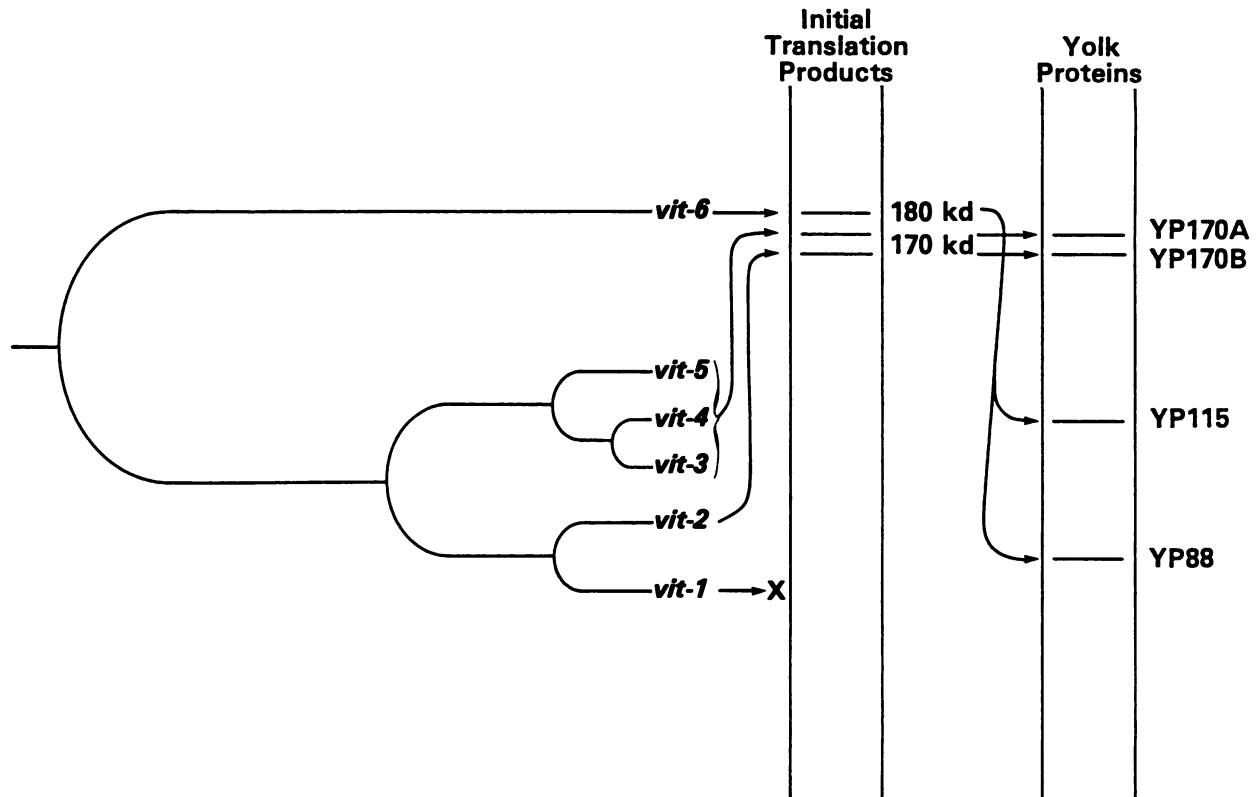 Initial
Translation
Products
Yolk
Proteins
vit-6
180 kd
170 kd
YP170A
YP170B
vit-5
vit-4
vit-3
vit-2
vit-1
X
YP115
YP88